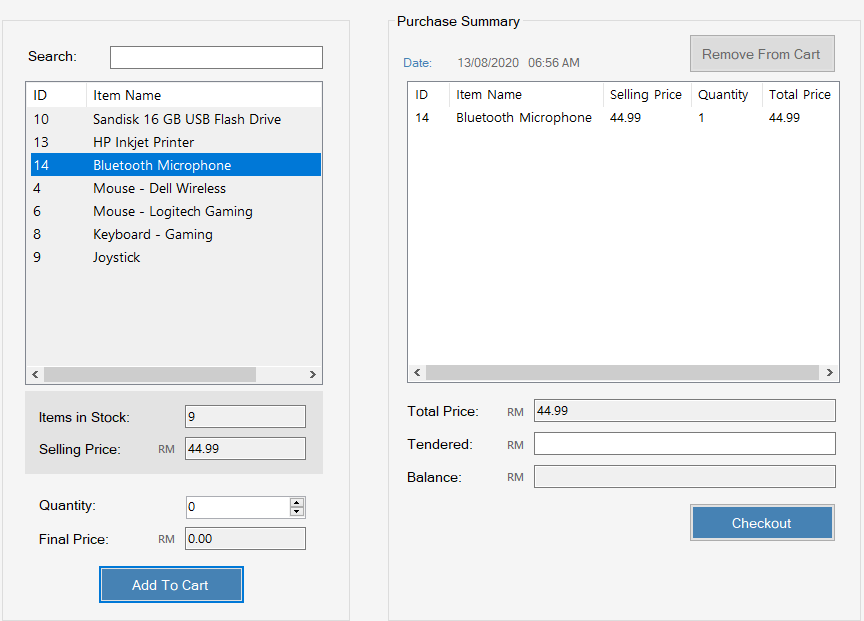 Search:
ID Item Name
10 Sandisk 16 GB USB Flash Drive
13 HP Inkjet Printer
14 Bluetooth Microphone
4 Mouse - Dell Wireless
6 Mouse - Logitech Gaming
8 Keyboard - Gaming
9 Joystick
Items in Stock: 9
Selling Price: RM 44.99
Quantity: 0
Final Price: RM 0.00
Add To Cart
Purchase Summary
Date: 13/08/2020 06:56 AM
Remove From Cart
ID Item Name Selling Price Quantity Total Price
14 Bluetooth Microphone 44.99 1 44.99
Total Price: RM 44.99
Tendered: RM
Balance: RM
Checkout